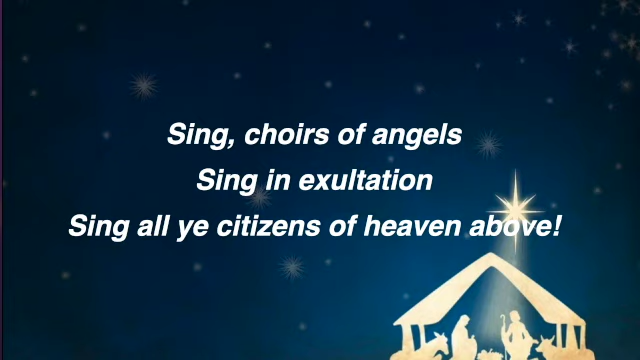 Sing, choirs of angels
Sing in exultation
Sing all ye citizens of heaven above!